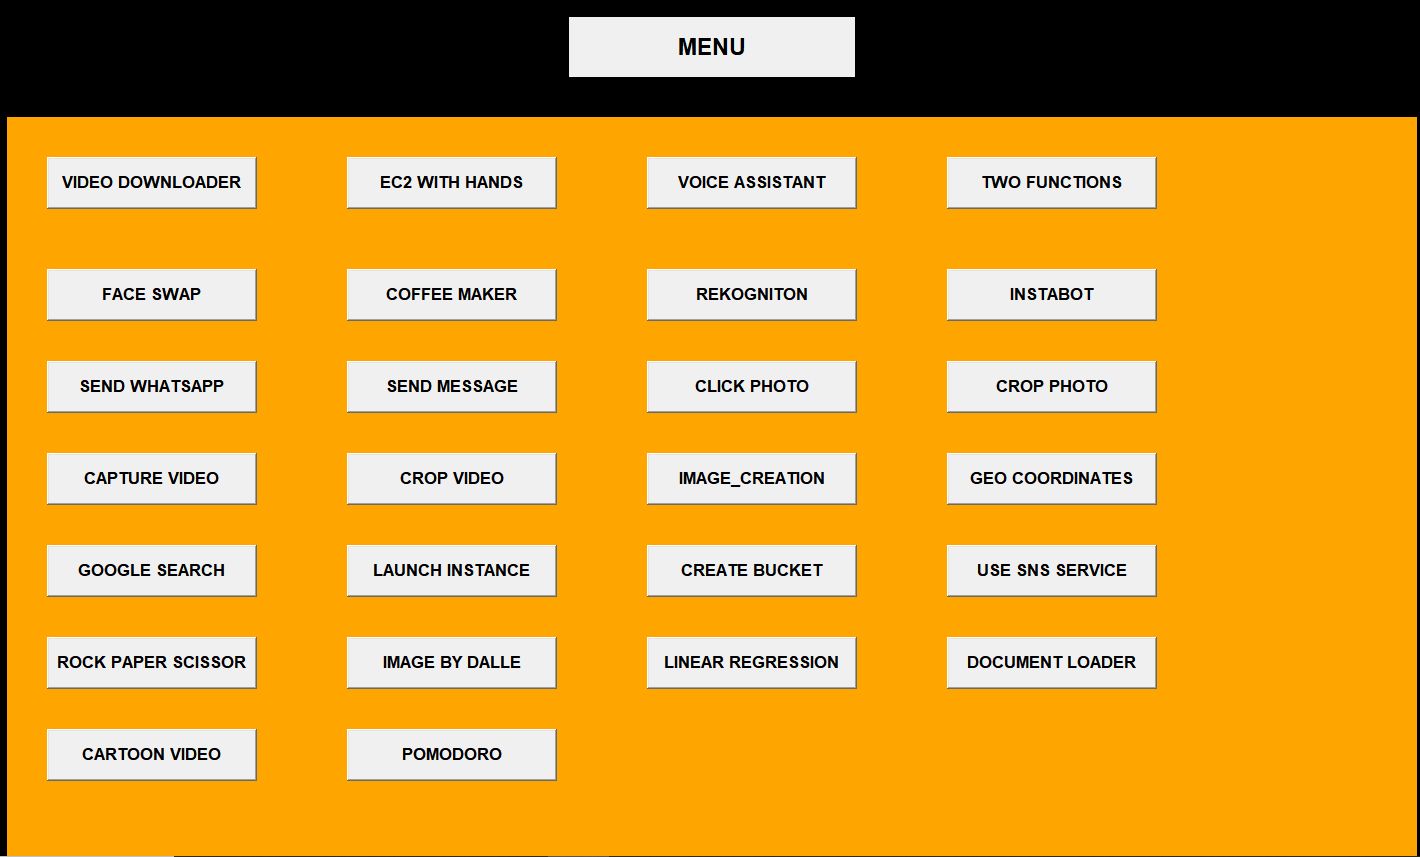 MENU
VIDEO DOWNLOADER
EC2 WITH HANDS
VOICE ASSISTANT
TWO FUNCTIONS
FACE SWAP
COFFEE MAKER
REKOGNITON
INSTABOT
SEND WHATSAPP
SEND MESSAGE
CLICK PHOTO
CROP PHOTO
CAPTURE VIDEO
CROP VIDEO
IMAGE_CREATION
GEO COORDINATES
GOOGLE SEARCH
LAUNCH INSTANCE
CREATE BUCKET
USE SNS SERVICE
ROCK PAPER SCISSOR
IMAGE BY DALLE
LINEAR REGRESSION
DOCUMENT LOADER
CARTOON VIDEO
POMODORO